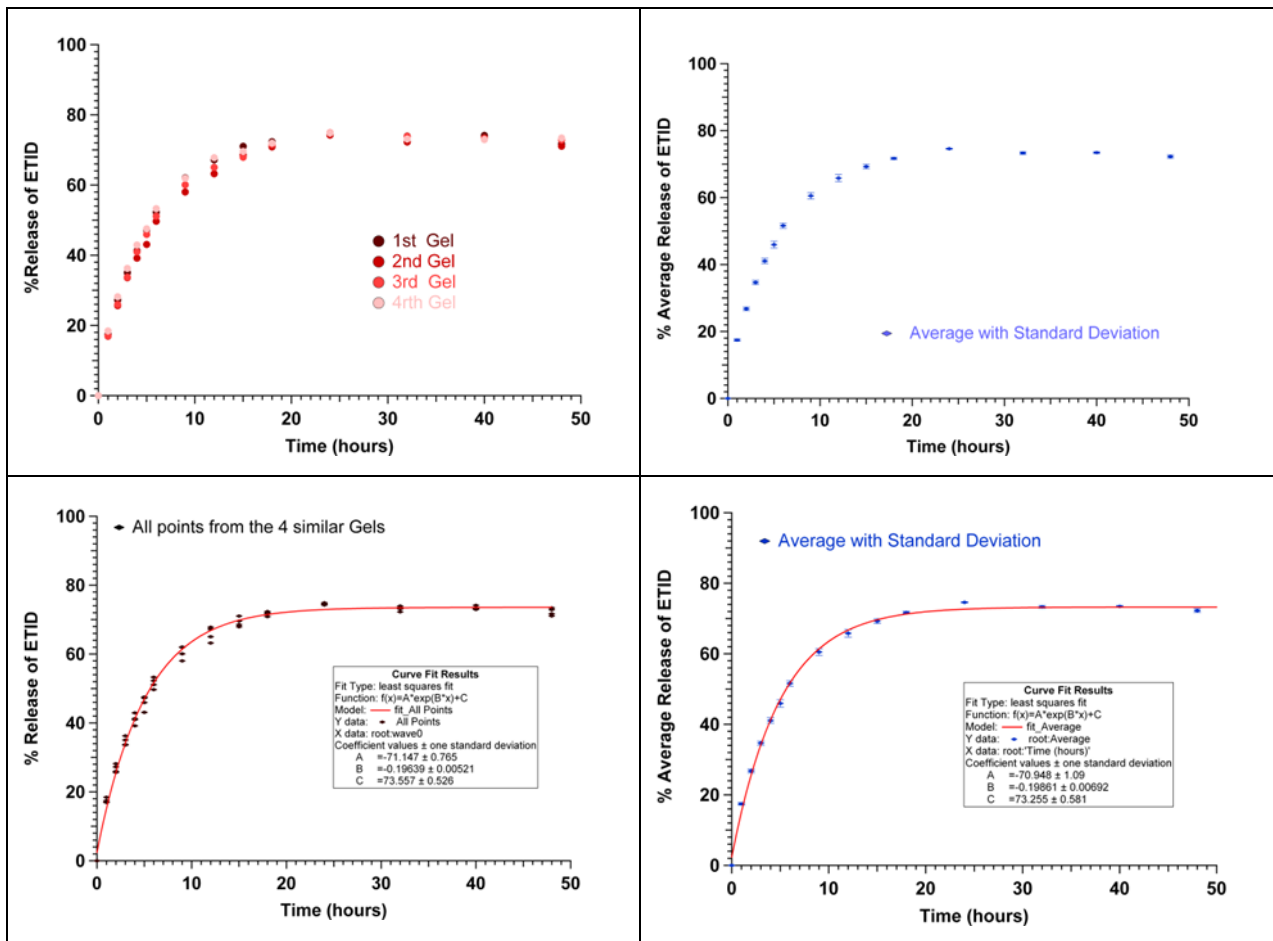 %Release of ETID
100
80
60
40
20
0
0 10 20 30 40 50
Time (hours)
1st Gel
2nd Gel
3rd Gel
4rth Gel
% Average Release of ETID
100
80
60
40
20
0
0 10 20 30 40 50
Time (hours)
Average with Standard Deviation
% Release of ETID
100
80
60
40
20
0
0 10 20 30 40 50
Time (hours)
All points from the 4 similar Gels
Curve Fit Results
Fit Type: least squares fit
Function: f(x)=A*exp(B*x)+C
Model: fit_All Points
Y data: All Points
X data: root:wave0
Coefficient values ± one standard deviation
A =-71.147 ± 0.765
B =-0.19639 ± 0.00521
C =73.557 ± 0.526
% Average Release of ETID
100
80
60
40
20
0
0 10 20 30 40 50
Time (hours)
Average with Standard Deviation
Curve Fit Results
Fit Type: least squares fit
Function: f(x)=A*exp(B*x)+C
Model: fit_Average
Y data: root:Average
X data: root:'Time (hours)'
Coefficient values ± one standard deviation
A =-70.948 ± 1.09
B =-0.19861 ± 0.00692
C =73.255 ± 0.581